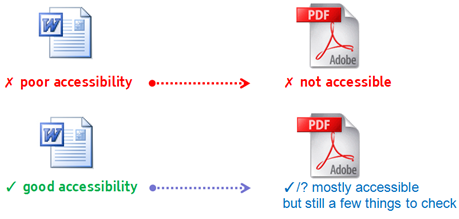 W
PDF
Adobe
✗ poor accessibility
✗ not accessible
W
PDF
Adobe
✓ good accessibility
✓/? mostly accessible
but still a few things to check